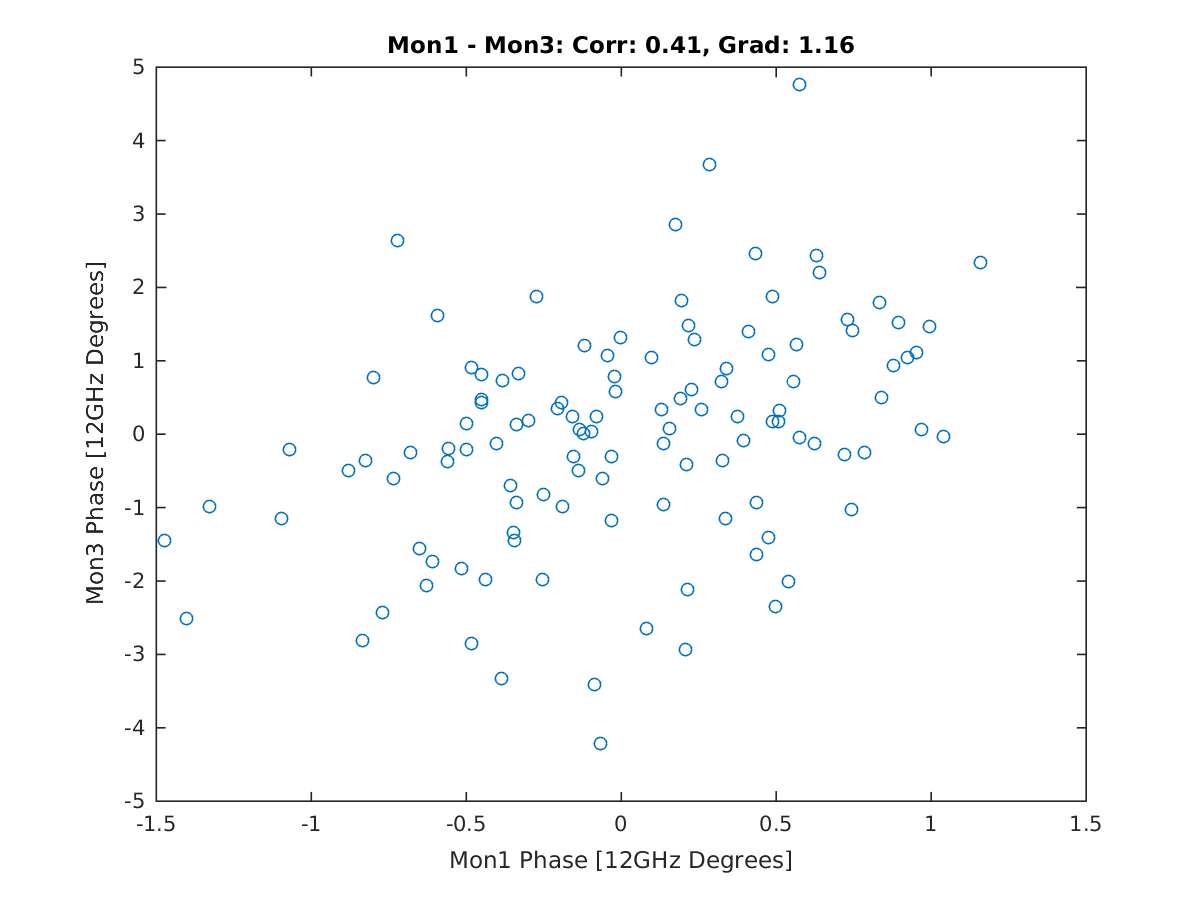 Mon1 - Mon3: Corr: 0.41, Grad: 1.16
5
4
3
2
1
0
-1
-2
-3
-4
-5
Mon3 Phase [12GHz Degrees]
-1.5 -1 -0.5 0 0.5 1 1.5
Mon1 Phase [12GHz Degrees]